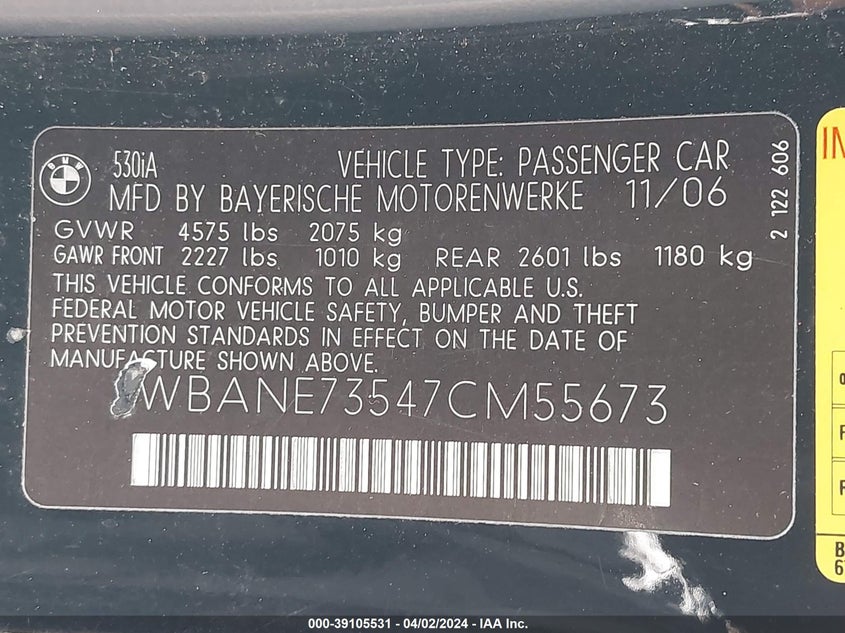 BMW
530iA VEHICLE TYPE: PASSENGER CAR
MFD BY BAYERISCHE MOTORENWERKE 11/06
GVWR 4575 lbs 2075 kg
GAWR FRONT 2227 lbs 1010 kg REAR 2601 lbs 1180 kg
THIS VEHICLE CONFORMS TO ALL APPLICABLE U.S.
FEDERAL MOTOR VEHICLE SAFETY, BUMPER AND THEFT
PREVENTION STANDARDS IN EFFECT ON THE DATE OF
MANUFACTURE SHOWN ABOVE.
WBANE73547CM55673
2 122 606
000-39105531 - 04/02/2024 - IAA Inc.